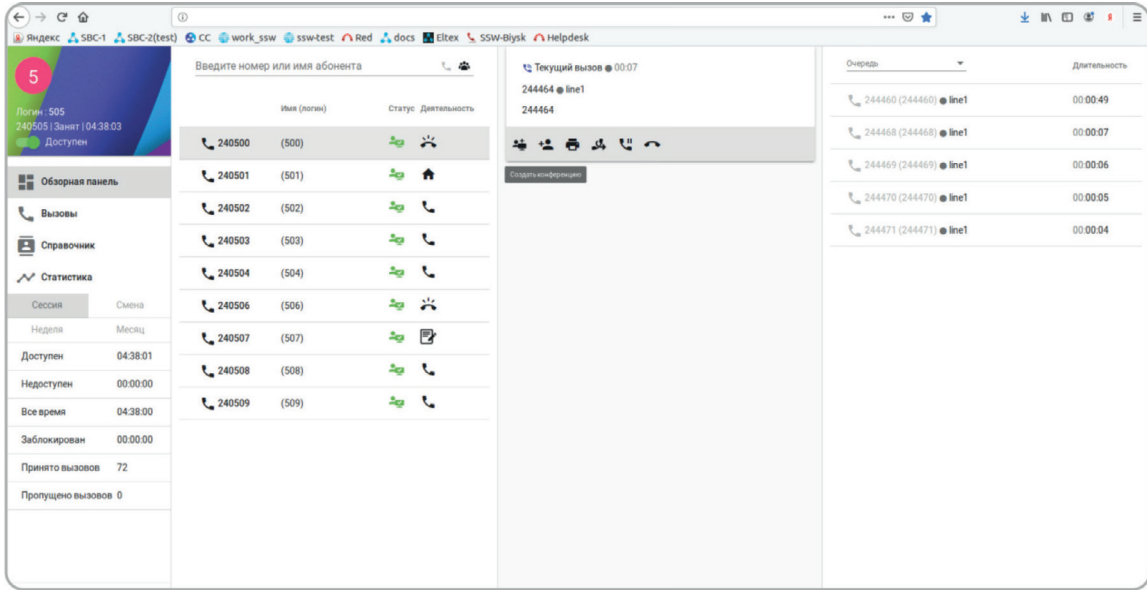 Яндекс SBC-1 SBC-2(test) CC work_ssw ssw-test Red docs Eltex SSW-Biysk Helpdesk
5
Логин : 505
240505 | Занят | 04:38:03
Доступен
Обзорная панель
Вызовы
Справочник
Статистика
Сессия Смена
Неделя Месяц
Доступен 04:38:01
Недоступен 00:00:00
Все время 04:38:00
Заблокирован 00:00:00
Принято вызовов 72
Пропущено вызовов 0
Введите номер или имя абонента
Имя (логин) Статус Деятельность
240500 (500)
240501 (501)
240502 (502)
240503 (503)
240504 (504)
240506 (506)
240507 (507)
240508 (508)
240509 (509)
Текущий вызов 00:07
244464 line1
244464
Создать конференцию
Очередь Длительность
244460 (244460) line1 00:00:49
244468 (244468) line1 00:00:07
244469 (244469) line1 00:00:06
244470 (244470) line1 00:00:05
244471 (244471) line1 00:00:04